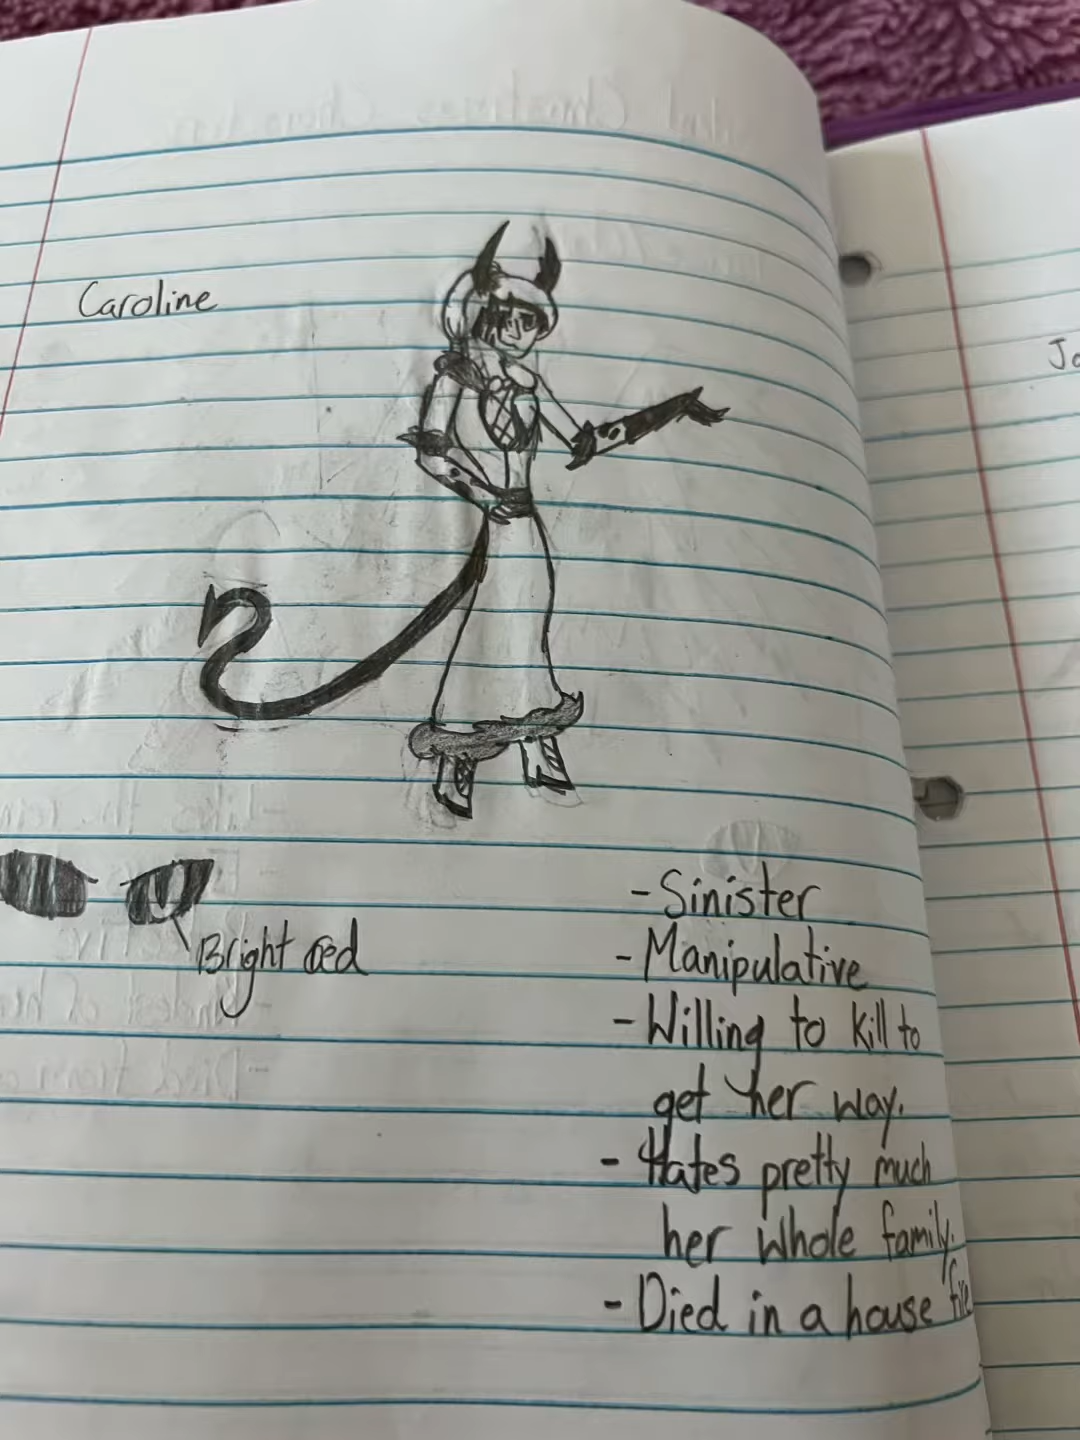 Caroline
Bright red
- Sinister
- Manipulative
- Willing to kill to
get her way.
- Hates pretty much
her whole family.
- Died in a house fire